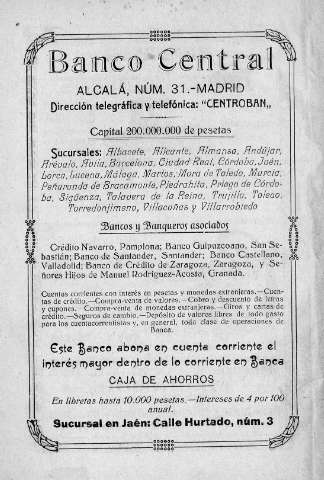 Banco Central
ALCALÁ, NÚM. 31.-MADRID
Dirección telegráfica y telefónica: "CENTROBAN„
Capital 200.000.000 de pesetas
Sucursales: Albacete, Alicante, Almansa, Andújar,
Arévalo, Avila, Barcelona, Ciudad Real, Córdoba, Jaén,
Lorca, Lucena, Málaga, Martos, Mora de Toledo, Murcia,
Peñaranda de Bracamonte, Piedrahita, Priego de Córdo-
ba, Sigüenza, Talavera de la Reina, Trujillo, Toledo,
Torredonjimeno, Villacañas y Villarrobledo
Bancos y Banqueros asociados
Crédito Navarro, Pamplona; Banco Guipuzcoano, San Se-
bastián; Banco de Santander, Santander; Banco Castellano,
Valladolid; Banco de Crédito de Zaragoza, Zaragoza, y Se-
ñores Hijos de Manuel Rodríguez-Acosta, Granada.
Cuentas corrientes con interés en pesetas y monedas extranjeras.—Cuen-
tas de crédito.—Compra-venta de valores.—Cobro y descuento de letras
y cupones. Compra-venta de monedas extranjeras.—Giros y cartas de
crédito.—Seguros de cambio.—Depósito de valores libres de todo gasto
para los cuentacorrentistas y, en general, toda clase de operaciones de
Banca.
Este Banco abona en cuenta corriente el
interés mayor dentro de lo corriente en Banca
CAJA DE AHORROS
En libretas hasta 10.000 pesetas.—Intereses de 4 por 100
anual.
Sucursal en Jaén: Calle Hurtado, núm. 3